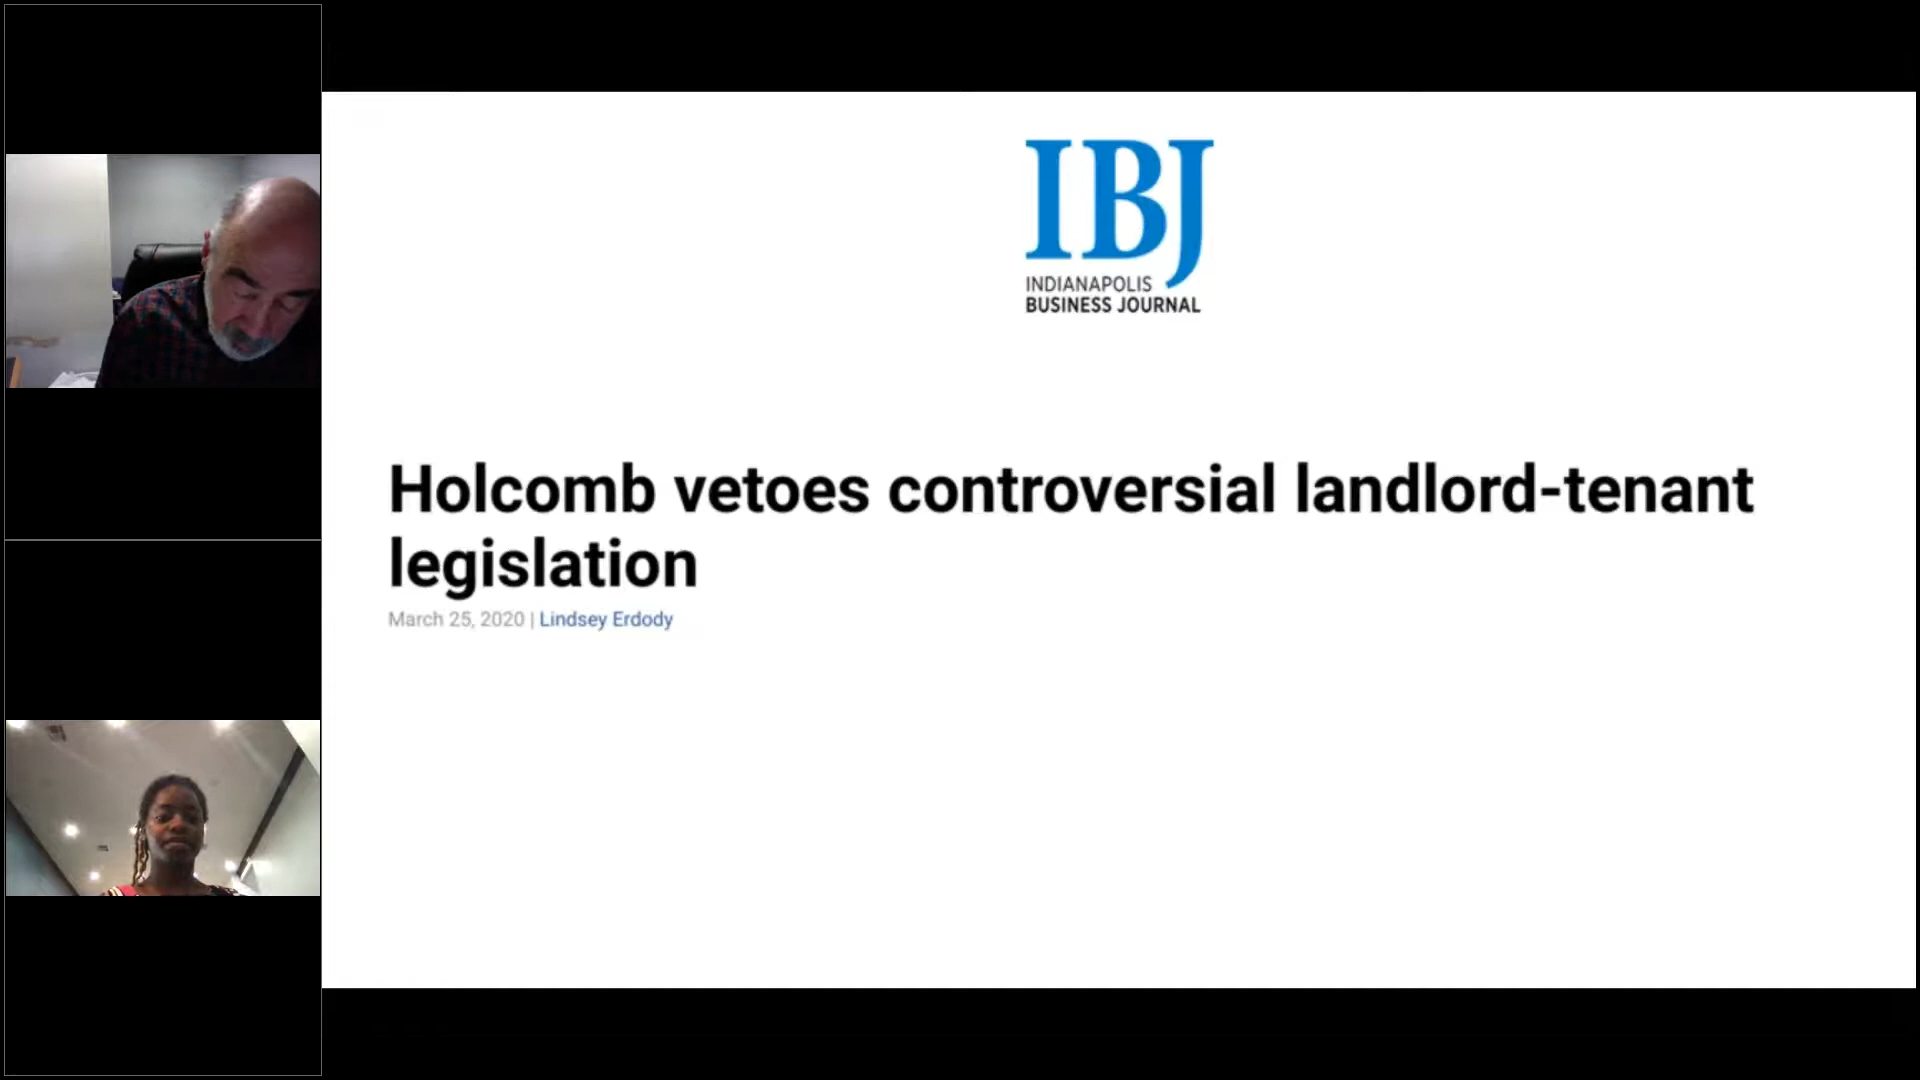 IBJ
INDIANAPOLIS
BUSINESS JOURNAL
Holcomb vetoes controversial landlord-tenant
legislation
March 25, 2020 | Lindsey Erdody